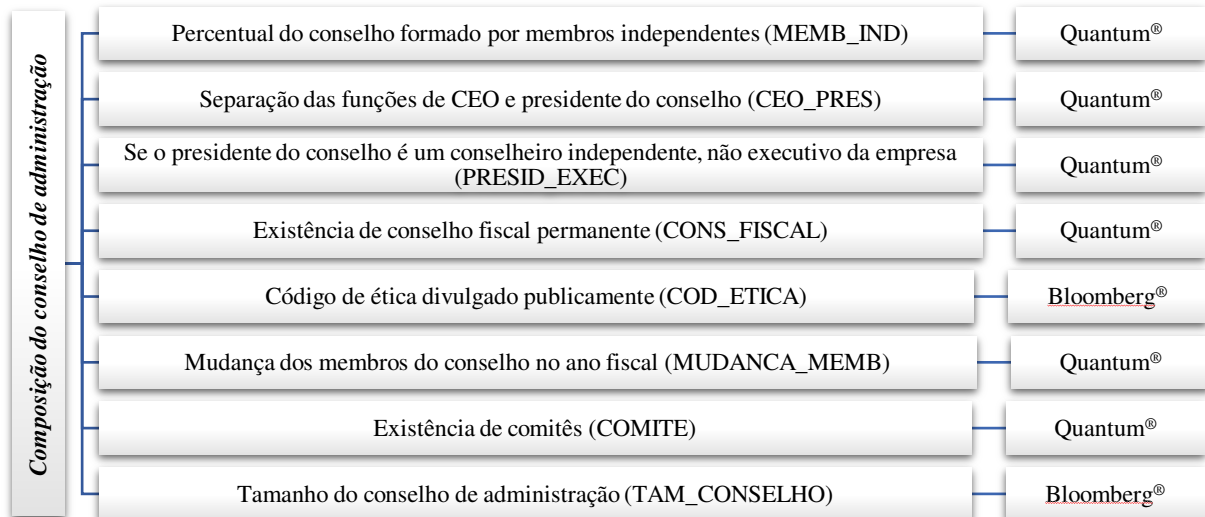 Composição do conselho de administração
Percentual do conselho formado por membros independentes (MEMB_IND)
Quantum®
Separação das funções de CEO e presidente do conselho (CEO_PRES)
Quantum®
Se o presidente do conselho é um conselheiro independente, não executivo da empresa
(PRESID_EXEC)
Quantum®
Existência de conselho fiscal permanente (CONS_FISCAL)
Quantum®
Código de ética divulgado publicamente (COD_ETICA)
Bloomberg®
Mudança dos membros do conselho no ano fiscal (MUDANCA_MEMB)
Quantum®
Existência de comitês (COMITE)
Quantum®
Tamanho do conselho de administração (TAM_CONSELHO)
Bloomberg®